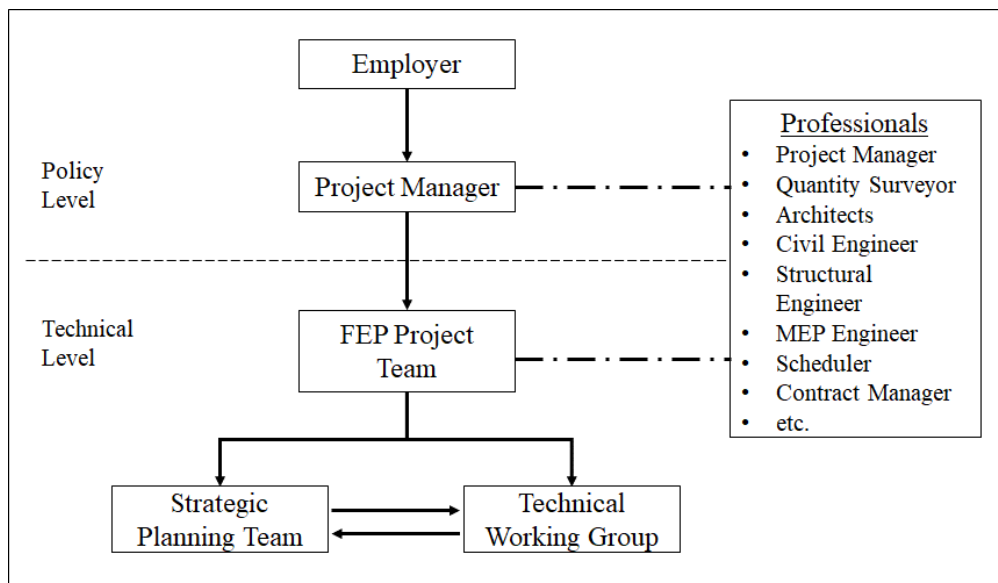 Employer
Policy
Level
Project Manager
Technical
Level
FEP Project
Team
Strategic
Planning Team
Technical
Working Group
Professionals
• Project Manager
• Quantity Surveyor
• Architects
• Civil Engineer
• Structural
Engineer
• MEP Engineer
• Scheduler
• Contract Manager
• etc.